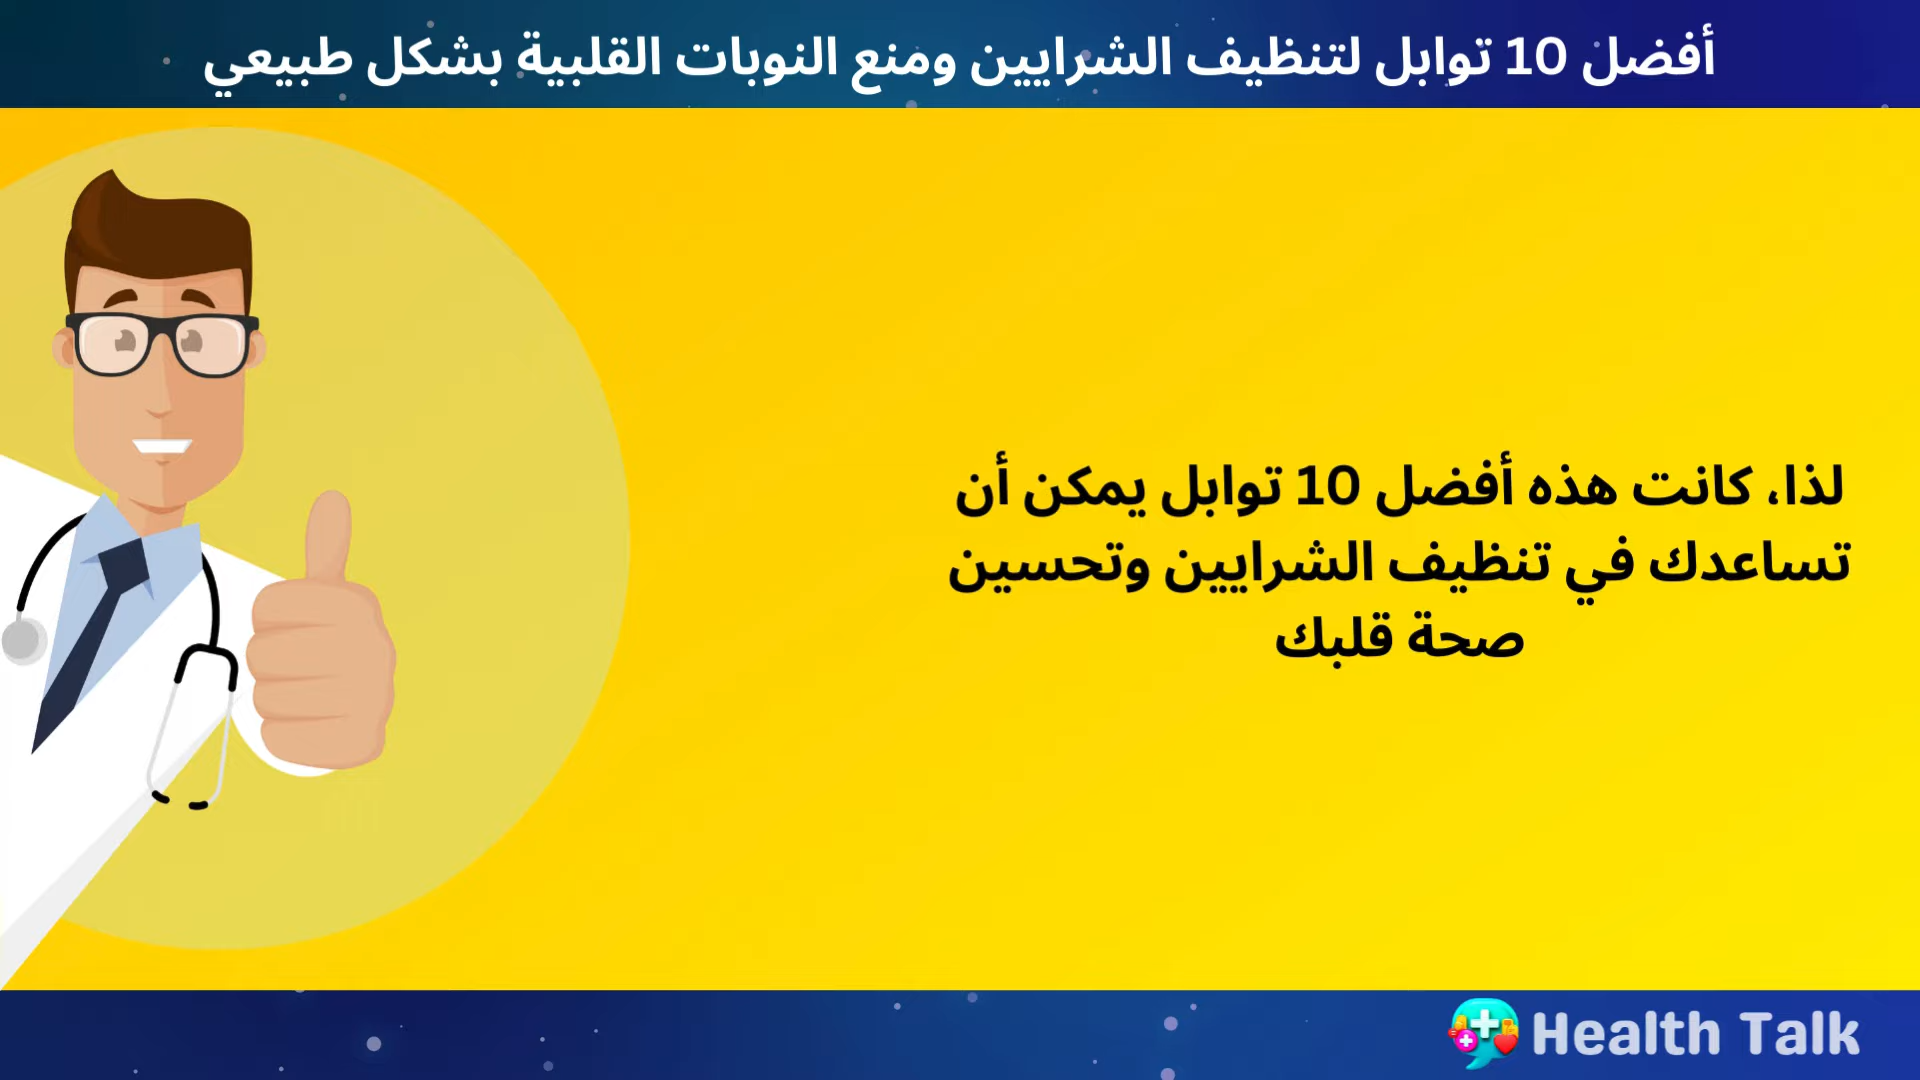 أفضل 10 توابل لتنظيف الشرايين ومنع النوبات القلبية بشكل طبيعي
لذا، كانت هذه أفضل 10 توابل يمكن أن
تساعدك في تنظيف الشرايين وتحسين
صحة قلبك
Health Talk